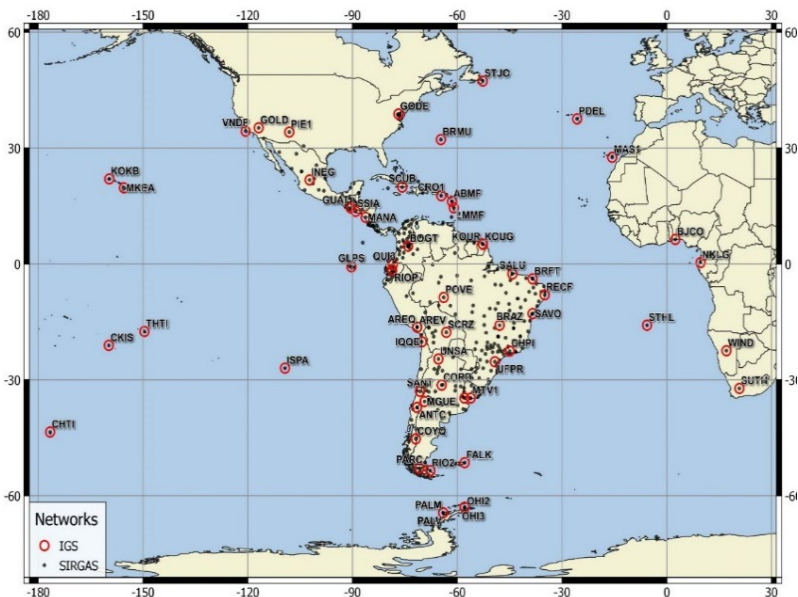 -180 -150 -120 -90 -60 -30 0 30
60 60
STJO
GODE
VNDP GOLD PIE1
PDEL
BRMU
30 30
MAS1
KOKB
MKEA
INEG
SCUB CRO1 ABMF
LMMF
GUAT SSIA
MANA
BOGT KOUR KCUG
BJCO
NKLG
0 0
GLPS
QUI3
RIOP
SALU
BRFT
RECF
POVE
SAVO
AREQ AREV
SCRZ
BRAZ
STHL
THTI
CKIS
IQQE
UNSA
CHPI
UFPR
WIND
ISPA
-30 -30
SUTH
SANT
CORD
MGUE
MTV1
ANTC
CHTI
COYQ
PARC RIO2 FALK
-60 -60
PALM OHI2
PALV OHI3
Networks
IGS
SIRGAS
-180 -150 -120 -90 -60 -30 0 30